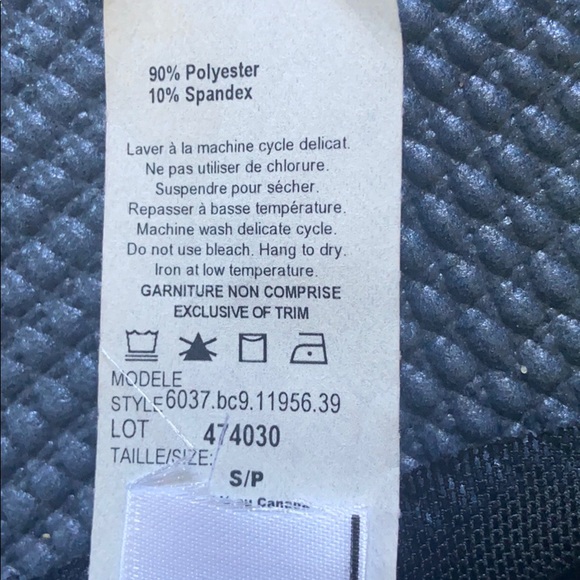 90% Polyester
10% Spandex
Laver à la machine cycle delicat.
Ne pas utiliser de chlorure.
Suspendre pour sécher.
Repasser à basse température.
Machine wash delicate cycle.
Do not use bleach. Hang to dry.
Iron at low temperature.
GARNITURE NON COMPRISE
EXCLUSIVE OF TRIM
MODELE
STYLE 6037.bc9.11956.39
LOT 474030
TAILLE/SIZE:
S/P
au Canada